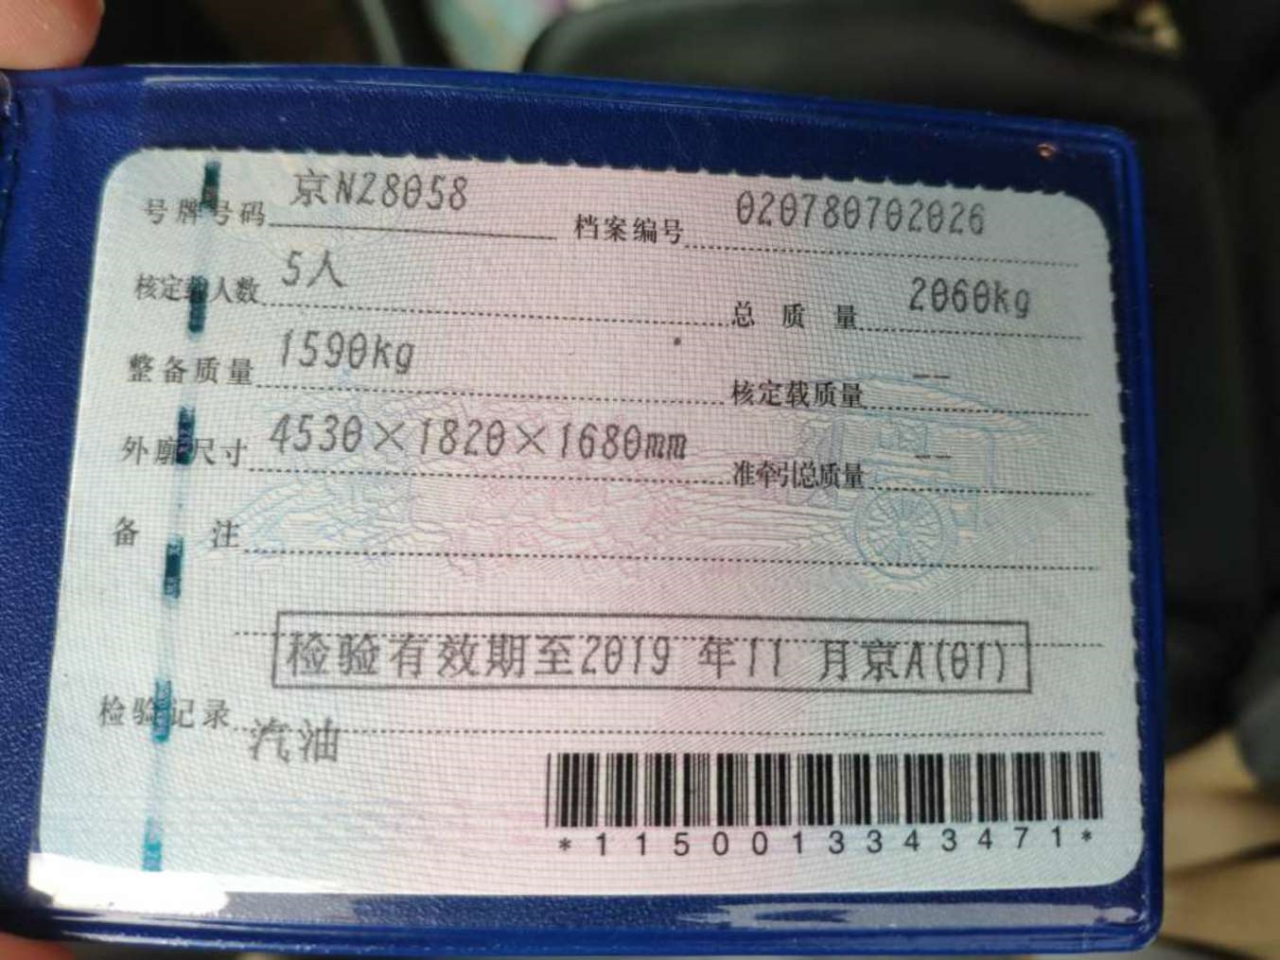 号牌号码 京NZ8058 档案编号 020780702026
核定载人数 5人 总质量 2060kg
整备质量 1590kg 核定载质量 --
外廓尺寸 4530×1820×1680mm 准牵引总质量 --
备注
检验有效期至2019 年11 月京A(01)
检验记录
汽油
*1150013343471*